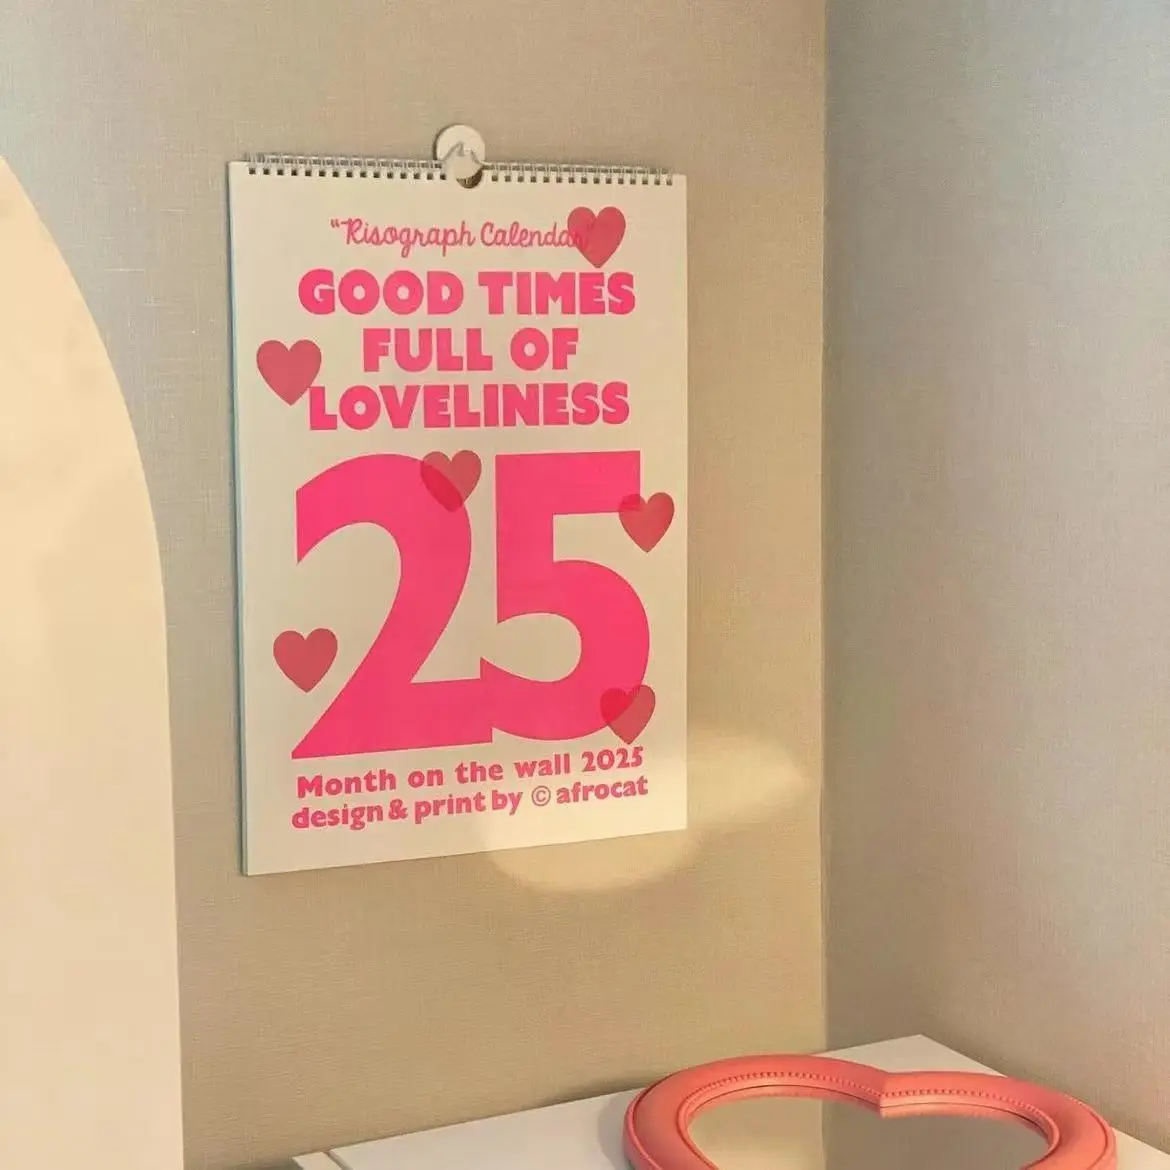 "Risograph Calendar"
GOOD TIMES
FULL OF
LOVELINESS
25
Month on the wall 2025
design & print by © afrocat